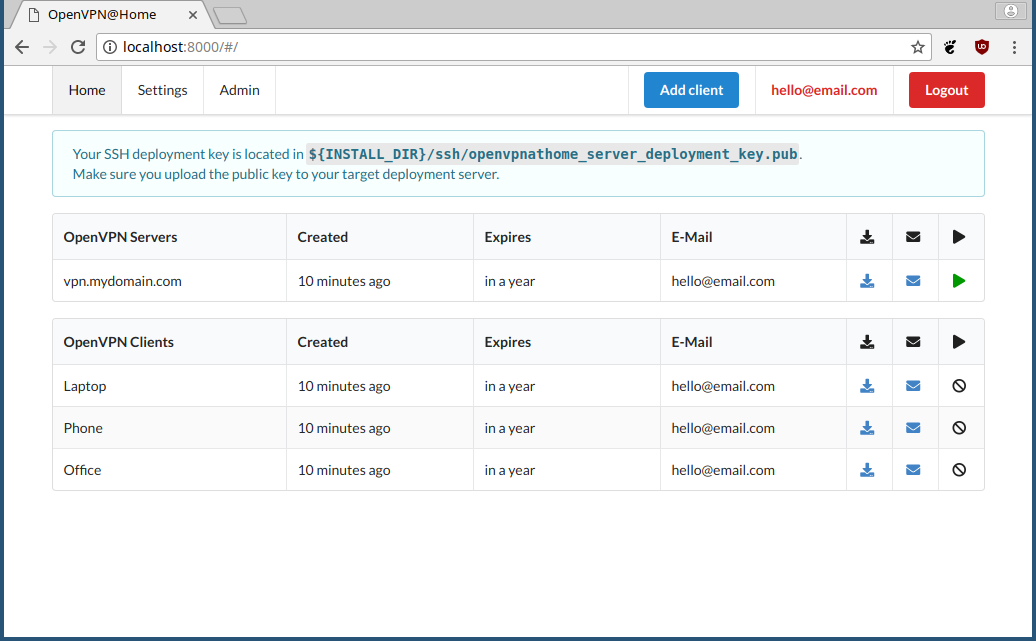 OpenVPN@Home
localhost:8000/#/
Home Settings Admin Add client hello@email.com Logout
Your SSH deployment key is located in ${INSTALL_DIR}/ssh/openvpnathome_server_deployment_key.pub.
Make sure you upload the public key to your target deployment server.
OpenVPN Servers Created Expires E-Mail
vpn.mydomain.com 10 minutes ago in a year hello@email.com
OpenVPN Clients Created Expires E-Mail
Laptop 10 minutes ago in a year hello@email.com
Phone 10 minutes ago in a year hello@email.com
Office 10 minutes ago in a year hello@email.com